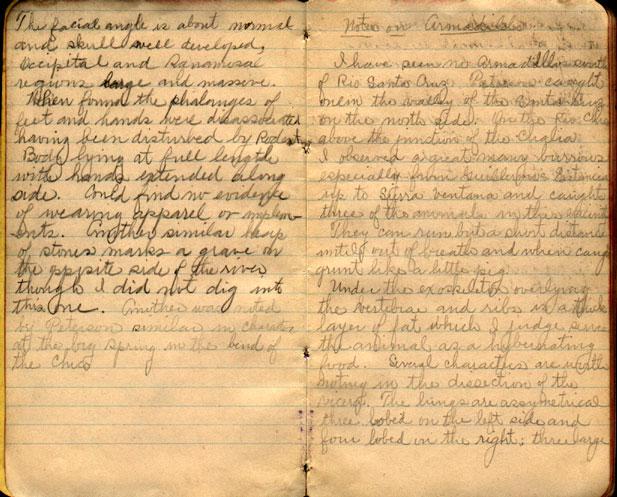 The facial angle is about normal
and skull well developed,
Occipital and
regions large and massive.
When found the phalanges of
feet and hands were disassociated
having been disturbed by Rodents
Body lying at full length
with hands extended along
side. Could find no evidence
of wearing apparel or implem-
ents. Another similar heap
of stones marks a grave on
the oppsite side of the river
though I did not dig into
this one. Another was noted
by Peterson similar in character
at the big spring in the bend of
the Chico
Notes on Armadillo.
I have seen no Armadillos south
of Rio Santa Cruz. Peterson caught
one in the valley of the Santa Cruz
on the north side. On the Rio Chico
above the junction of the
I observed a great many burrows
especially from Estancia
up to Sierra Ventana and caught
three of the animals in this
They can run but a short distance
until out of breath and when caught
grunt like a little pig.
Under the exoskeleton overlying
the vertebrae and ribs is a thick
layer of fat which I judge serves
the animal as a hybernating
food. Several characters are worth
noting in the dissection of the
The lungs are assymetrical
three lobed on the left side and
four lobed on the right; three large